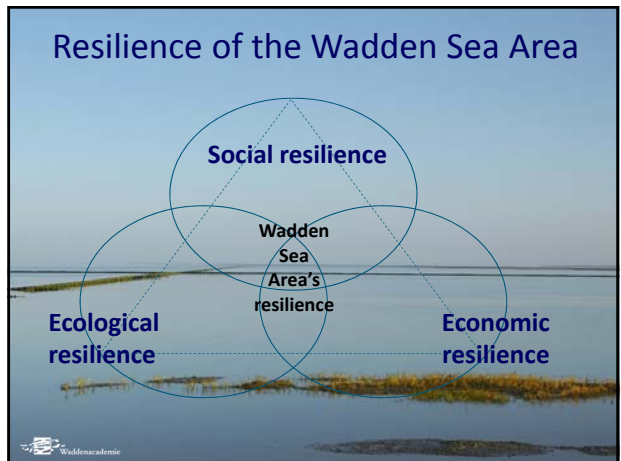 Resilience of the Wadden Sea Area
Social resilience
Wadden
Sea
Area's
resilience
Ecological
resilience
Economic
resilience
Waddenacademie